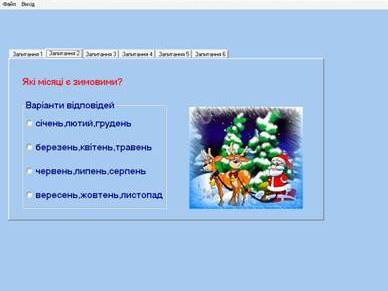 Файл Вихід
Запитання 1 Запитання 2 Запитання 3 Запитання 4 Запитання 5 Запитання 6
Які місяці є зимовими?
Варіанти відповідей
січень,лютий,грудень
березень,квітень,травень
червень,липень,серпень
вересень,жовтень,листопад